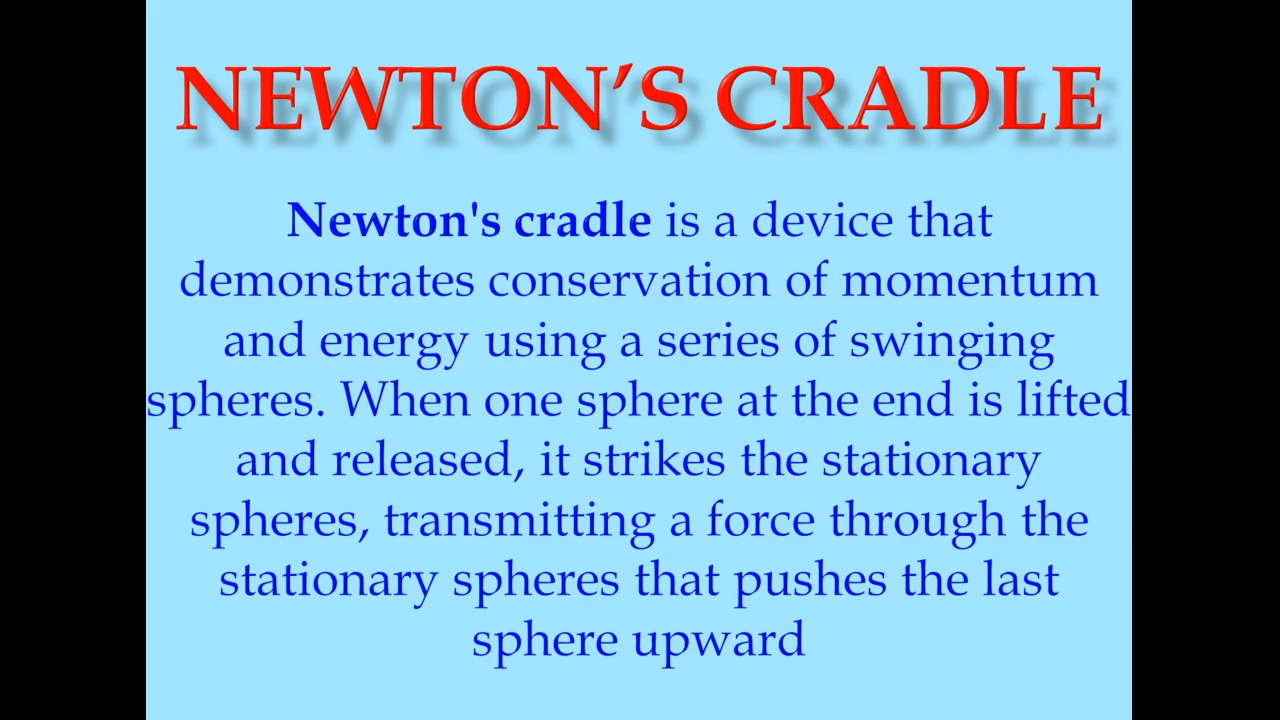 NEWTON’S CRADLE
Newton's cradle is a device that
demonstrates conservation of momentum
and energy using a series of swinging
spheres. When one sphere at the end is lifted
and released, it strikes the stationary
spheres, transmitting a force through the
stationary spheres that pushes the last
sphere upward